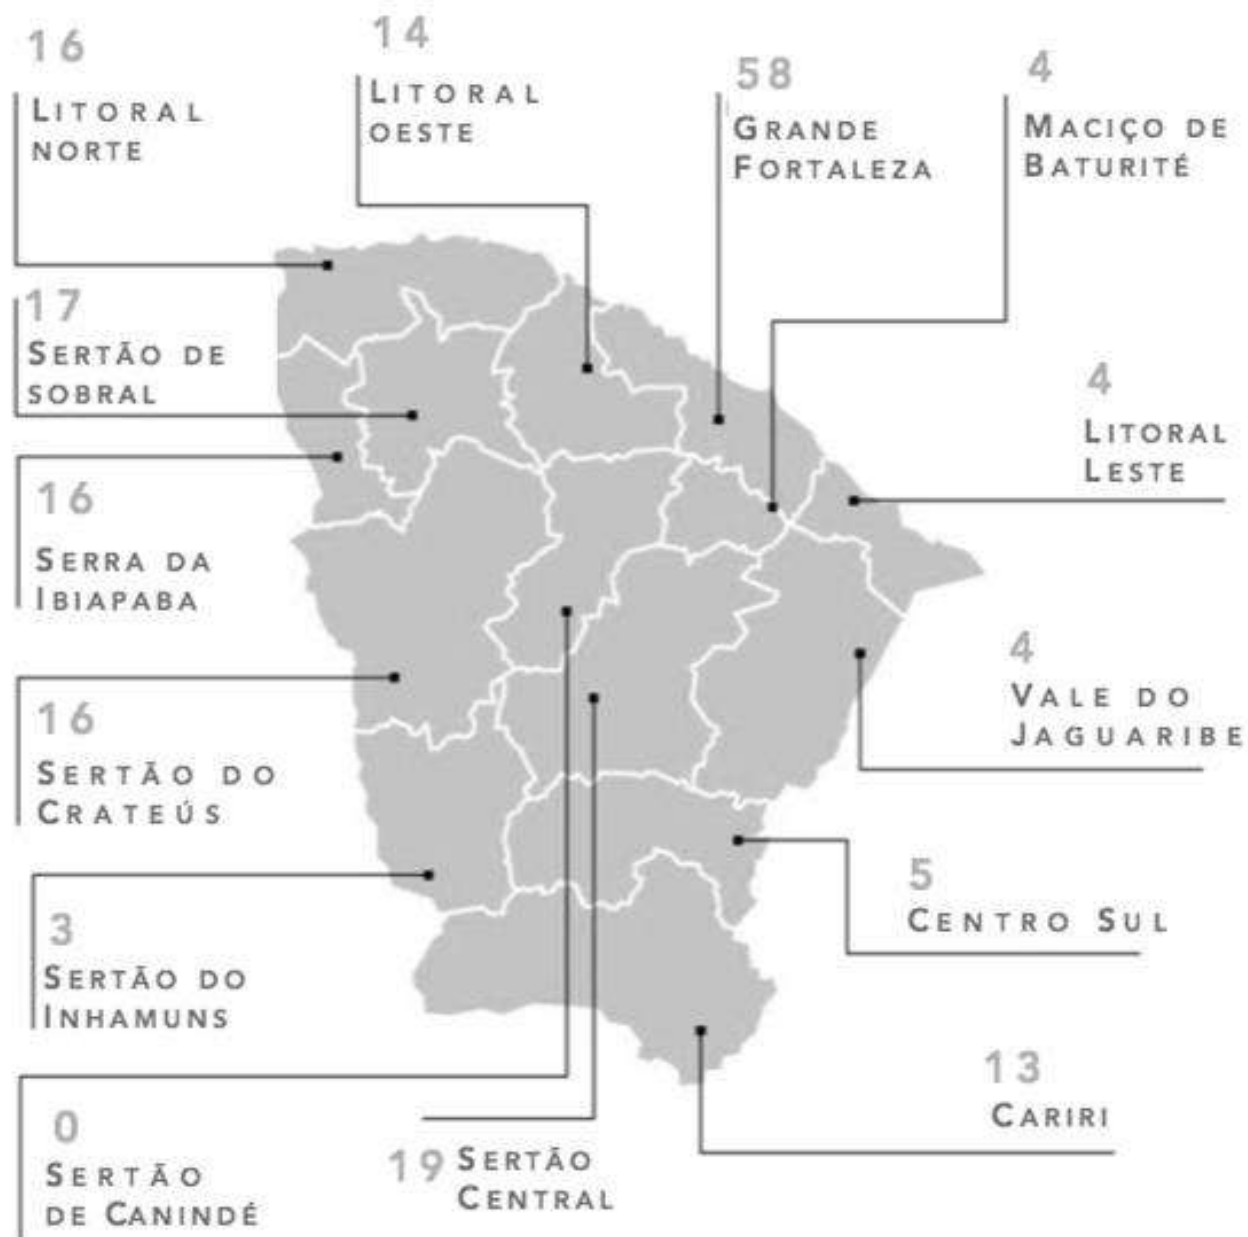 16
LITORAL
NORTE
14
LITORAL
OESTE
58
GRANDE
FORTALEZA
4
MACIÇO DE
BATURITÉ
17
SERTÃO DE
SOBRAL
4
LITORAL
LESTE
16
SERRA DA
IBIAPABA
4
VALE DO
JAGUARIBE
16
SERTÃO DO
CRATEÚS
5
CENTRO SUL
3
SERTÃO DO
INHAMUNS
13
CARIRI
0
SERTÃO
DE CANINDÉ
19 SERTÃO
CENTRAL